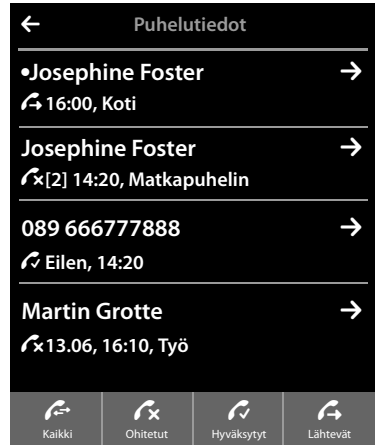 Puhelutiedot
•Josephine Foster
16:00, Koti
Josephine Foster
[2] 14:20, Matkapuhelin
089 666777888
Eilen, 14:20
Martin Grotte
13.06, 16:10, Työ
Kaikki Ohitetut Hyväksytyt Lähtevät